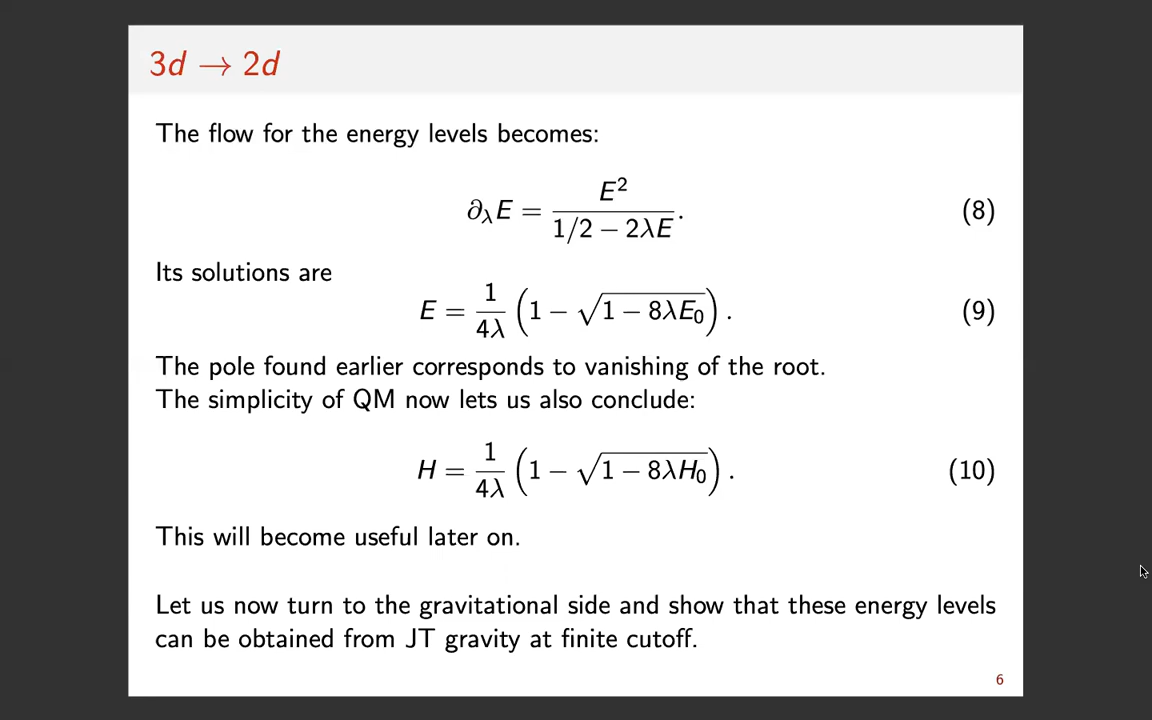 3d → 2d
The flow for the energy levels becomes:
∂_λ E = E² / (1/2 − 2λE). (8)
Its solutions are
E = 1/(4λ) (1 − √(1 − 8λE₀)). (9)
The pole found earlier corresponds to vanishing of the root.
The simplicity of QM now lets us also conclude:
H = 1/(4λ) (1 − √(1 − 8λH₀)). (10)
This will become useful later on.
Let us now turn to the gravitational side and show that these energy levels
can be obtained from JT gravity at finite cutoff.
6